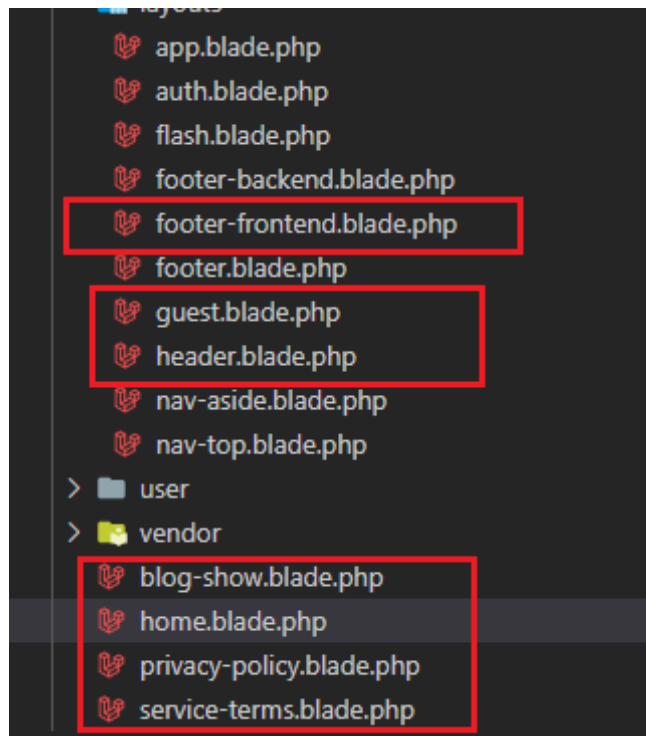 layouts
app.blade.php
auth.blade.php
flash.blade.php
footer-backend.blade.php
footer-frontend.blade.php
footer.blade.php
guest.blade.php
header.blade.php
nav-aside.blade.php
nav-top.blade.php
> user
> vendor
blog-show.blade.php
home.blade.php
privacy-policy.blade.php
service-terms.blade.php